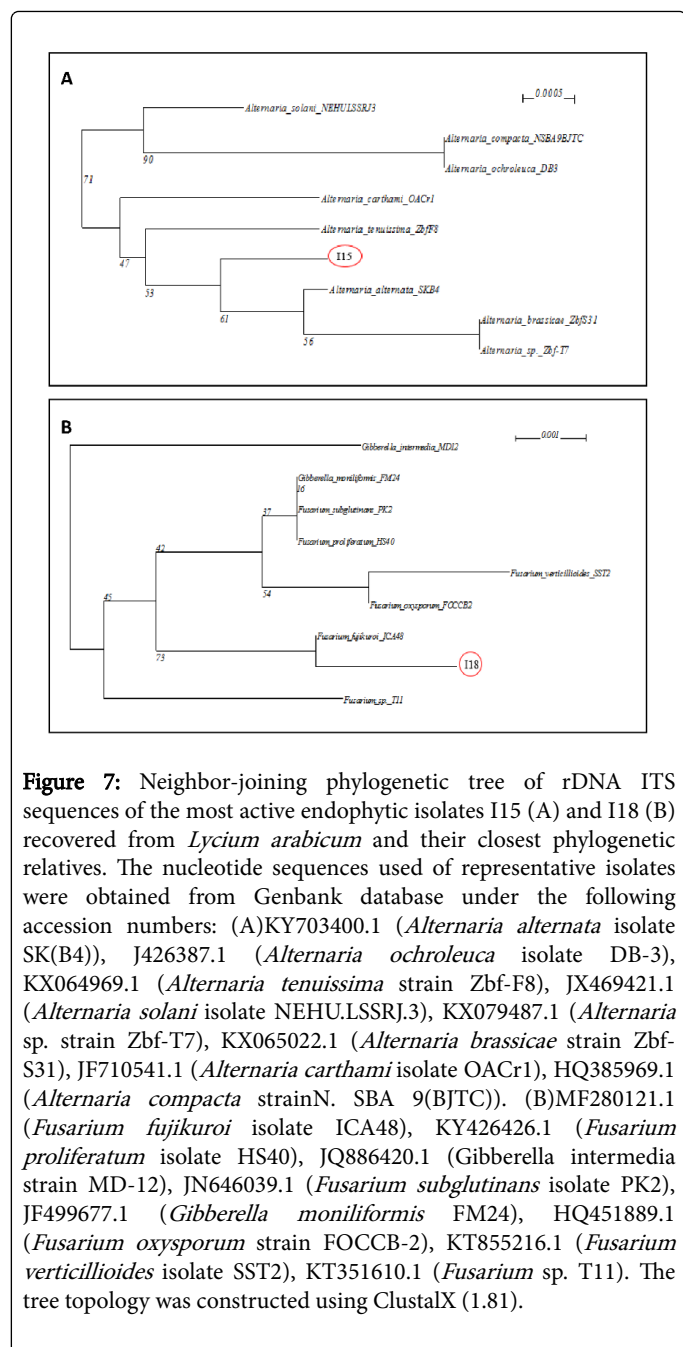 A
0.0005
Alternaria_solani_NEHULSSRJ3
Alternaria_compacta_NSBA9BJTC
90
Alternaria_ochroleuca_DB3
71
Alternaria_carthami_OACr1
Alternaria_tenuissima_ZbfF8
47
I15
53
Alternaria_alternata_SKB4
61
Alternaria_brassicae_ZbfS31
56
Alternaria_sp._Zbf-T7
B
0.001
Gibberella_intermedia_MD12
Gibberella_moniliformis_FM24
16
37
Fusarium_subglutinans_PK2
Fusarium_proliferatum_HS40
42
Fusarium_verticillioides_SST2
54
45
Fusarium_oxysporum_FOCCB2
Fusarium_fujikuroi_ICA48
73
I18
Fusarium_sp._T11
Figure 7: Neighbor-joining phylogenetic tree of rDNA ITS
sequences of the most active endophytic isolates I15 (A) and I18 (B)
recovered from Lycium arabicum and their closest phylogenetic
relatives. The nucleotide sequences used of representative isolates
were obtained from Genbank database under the following
accession numbers: (A)KY703400.1 (Alternaria alternata isolate
SK(B4)), J426387.1 (Alternaria ochroleuca isolate DB-3),
KX064969.1 (Alternaria tenuissima strain Zbf-F8), JX469421.1
(Alternaria solani isolate NEHU.LSSRJ.3), KX079487.1 (Alternaria
sp. strain Zbf-T7), KX065022.1 (Alternaria brassicae strain Zbf-
S31), JF710541.1 (Alternaria carthami isolate OACr1), HQ385969.1
(Alternaria compacta strainN. SBA 9(BJTC)). (B)MF280121.1
(Fusarium fujikuroi isolate ICA48), KY426426.1 (Fusarium
proliferatum isolate HS40), JQ886420.1 (Gibberella intermedia
strain MD-12), JN646039.1 (Fusarium subglutinans isolate PK2),
JF499677.1 (Gibberella moniliformis FM24), HQ451889.1
(Fusarium oxysporum strain FOCCB-2), KT855216.1 (Fusarium
verticillioides isolate SST2), KT351610.1 (Fusarium sp. T11). The
tree topology was constructed using ClustalX (1.81).